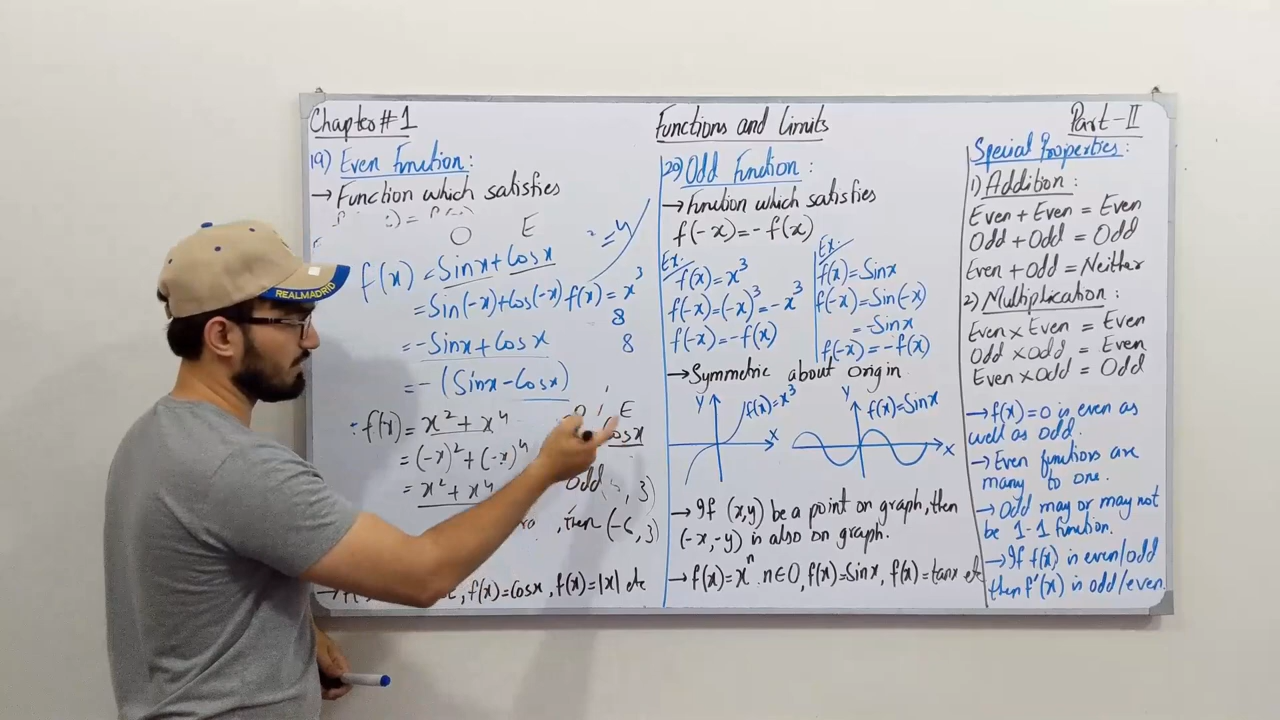 Chapter # 1
Functions and Limits
Part-II
19) Even Function:
→ Function which satisfies
O E
f(x) = Sinx + Cosx
= Sin(-x) + Cos(-x)
= -Sinx + Cosx
= -(Sinx - Cosx)
f(x) = x³
8
8
f(x) = x² + x⁴
= (-x)² + (-x)⁴
= x² + x⁴
E
Cosx
Odd
, then (-6, 3)
, f(x) = Cosx, f(x) = |x| etc
20) Odd Function:
→ Function which satisfies
f(-x) = -f(x)
Ex:
f(x) = x³
f(-x) = (-x)³ = -x³
f(-x) = -f(x)
Ex:
f(x) = Sinx
f(-x) = Sin(-x)
= -Sinx
f(-x) = -f(x)
→ Symmetric about origin.
Y f(x) = x³
X
Y f(x) = Sinx
X
→ If (x,y) be a point on graph, then
(-x,-y) is also on graph.
→ f(x) = xⁿ. n∈O, f(x) = Sinx, f(x) = tanx etc
Special Properties:
1) Addition:
Even + Even = Even
Odd + Odd = Odd
Even + Odd = Neither
2) Multiplication:
Even × Even = Even
Odd × Odd = Even
Even × Odd = Odd
→ f(x) = 0 is even as
well as odd.
→ Even functions are
many to one.
→ Odd may or may not
be 1-1 function.
→ If f(x) is even/odd
then f'(x) is odd/even.
REALMADRID